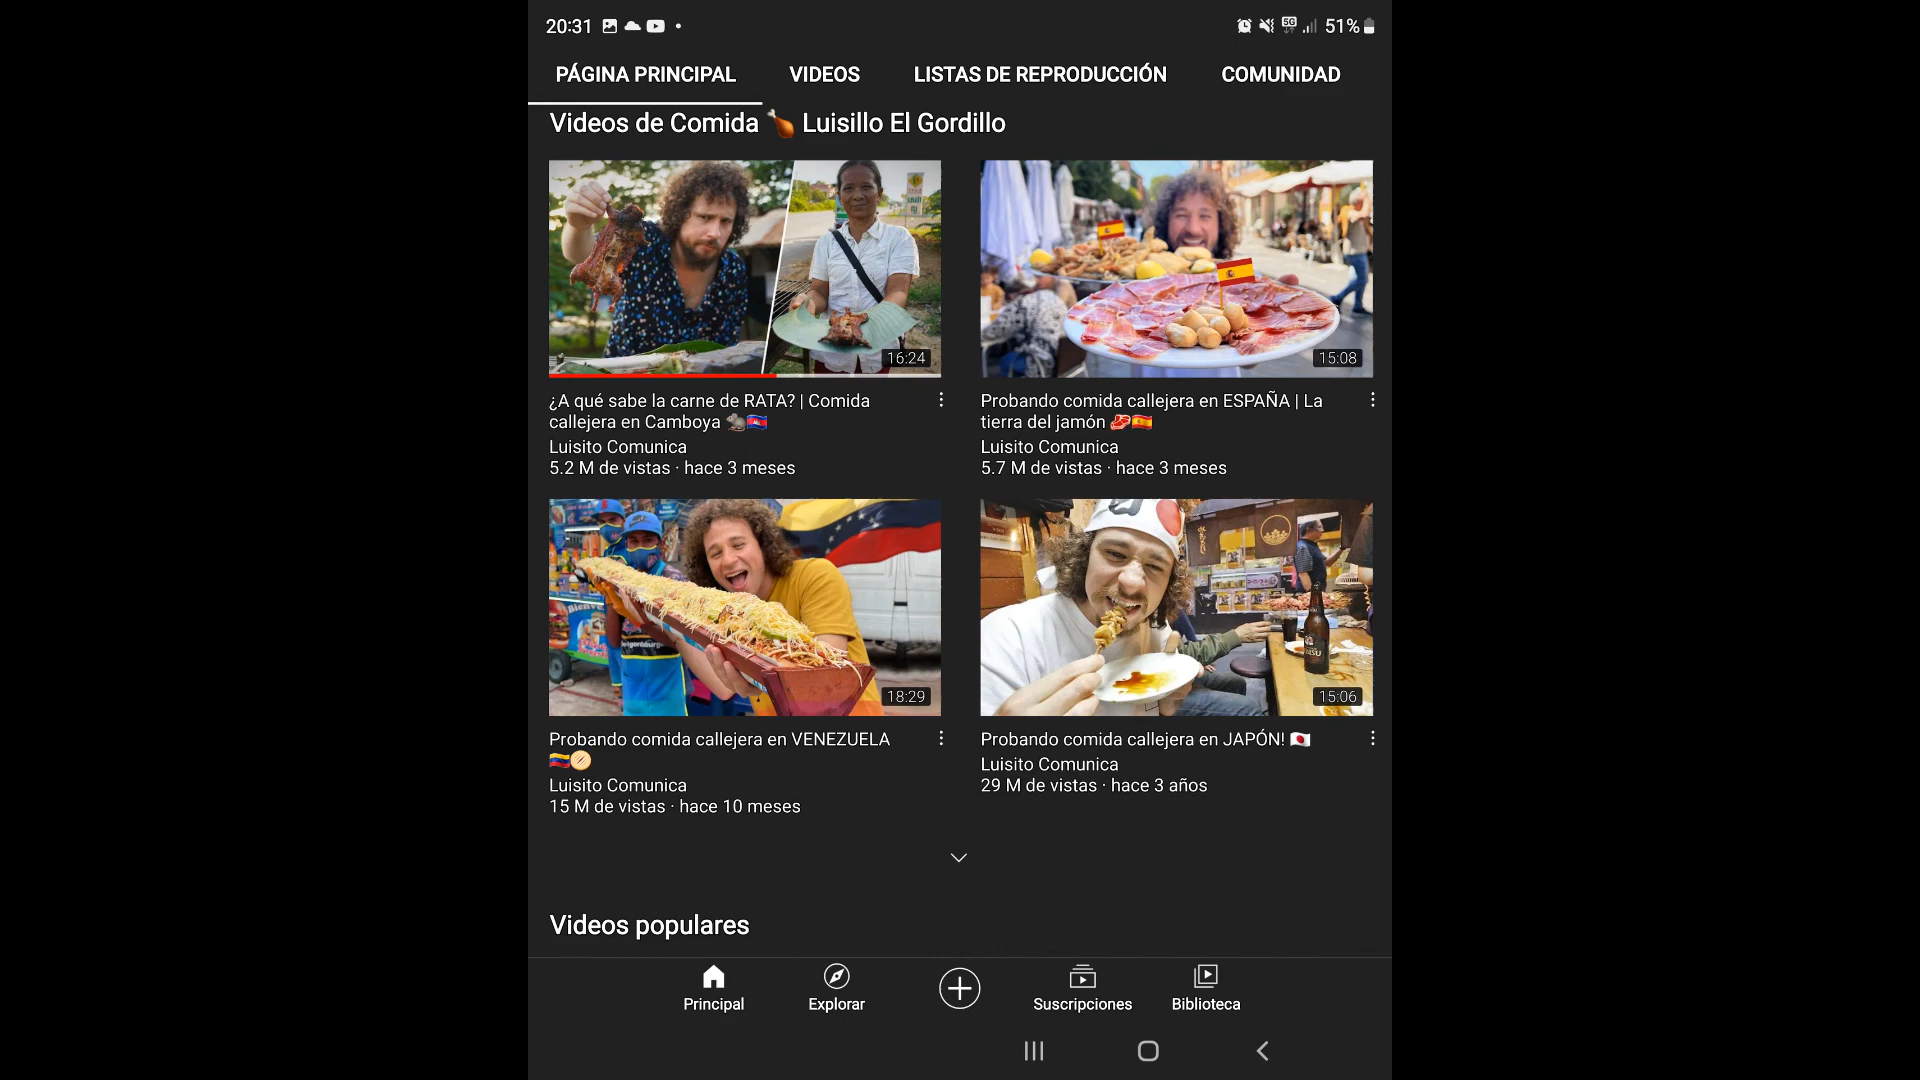 20:31
5G
51%
PÁGINA PRINCIPAL
VIDEOS
LISTAS DE REPRODUCCIÓN
COMUNIDAD
Videos de Comida 🍗 Luisillo El Gordillo
16:24
¿A qué sabe la carne de RATA? | Comida
callejera en Camboya 🐀🇰🇭
Luisito Comunica
5.2 M de vistas · hace 3 meses
15:08
Probando comida callejera en ESPAÑA | La
tierra del jamón 🥩🇪🇸
Luisito Comunica
5.7 M de vistas · hace 3 meses
18:29
Probando comida callejera en VENEZUELA
🇻🇪🫓
Luisito Comunica
15 M de vistas · hace 10 meses
15:06
Probando comida callejera en JAPÓN! 🇯🇵
Luisito Comunica
29 M de vistas · hace 3 años
Videos populares
Principal
Explorar
Suscripciones
Biblioteca